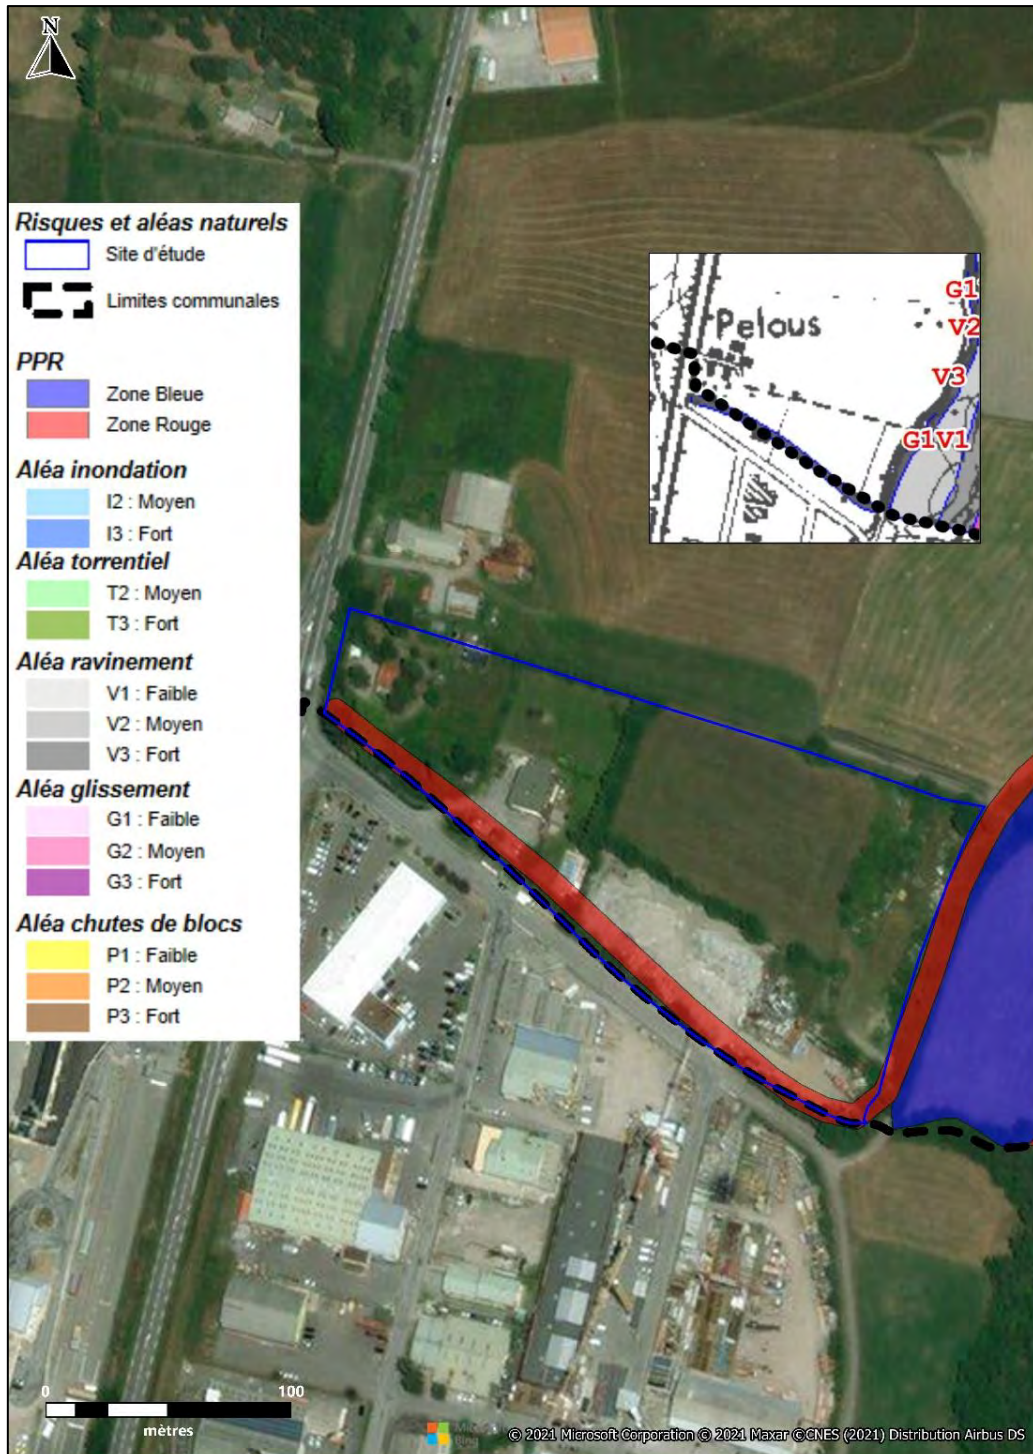 N
Risques et aléas naturels
Site d'étude
Limites communales
PPR
Zone Bleue
Zone Rouge
Aléa inondation
I2 : Moyen
I3 : Fort
Aléa torrentiel
T2 : Moyen
T3 : Fort
Aléa ravinement
V1 : Faible
V2 : Moyen
V3 : Fort
Aléa glissement
G1 : Faible
G2 : Moyen
G3 : Fort
Aléa chutes de blocs
P1 : Faible
P2 : Moyen
P3 : Fort
Pelous
G1
V2
V3
G1V1
0 100
mètres
Bing
© 2021 Microsoft Corporation © 2021 Maxar ©CNES (2021) Distribution Airbus DS